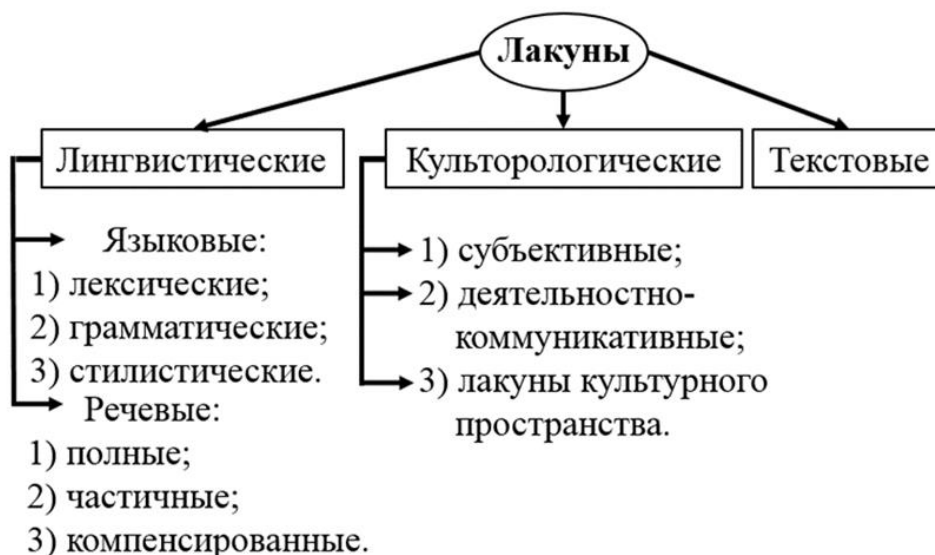 Лакуны
Лингвистические
Культорологические
Текстовые
Языковые:
1) лексические;
2) грамматические;
3) стилистические.
Речевые:
1) полные;
2) частичные;
3) компенсированные.
1) субъективные;
2) деятельностно-
коммуникативные;
3) лакуны культурного
пространства.